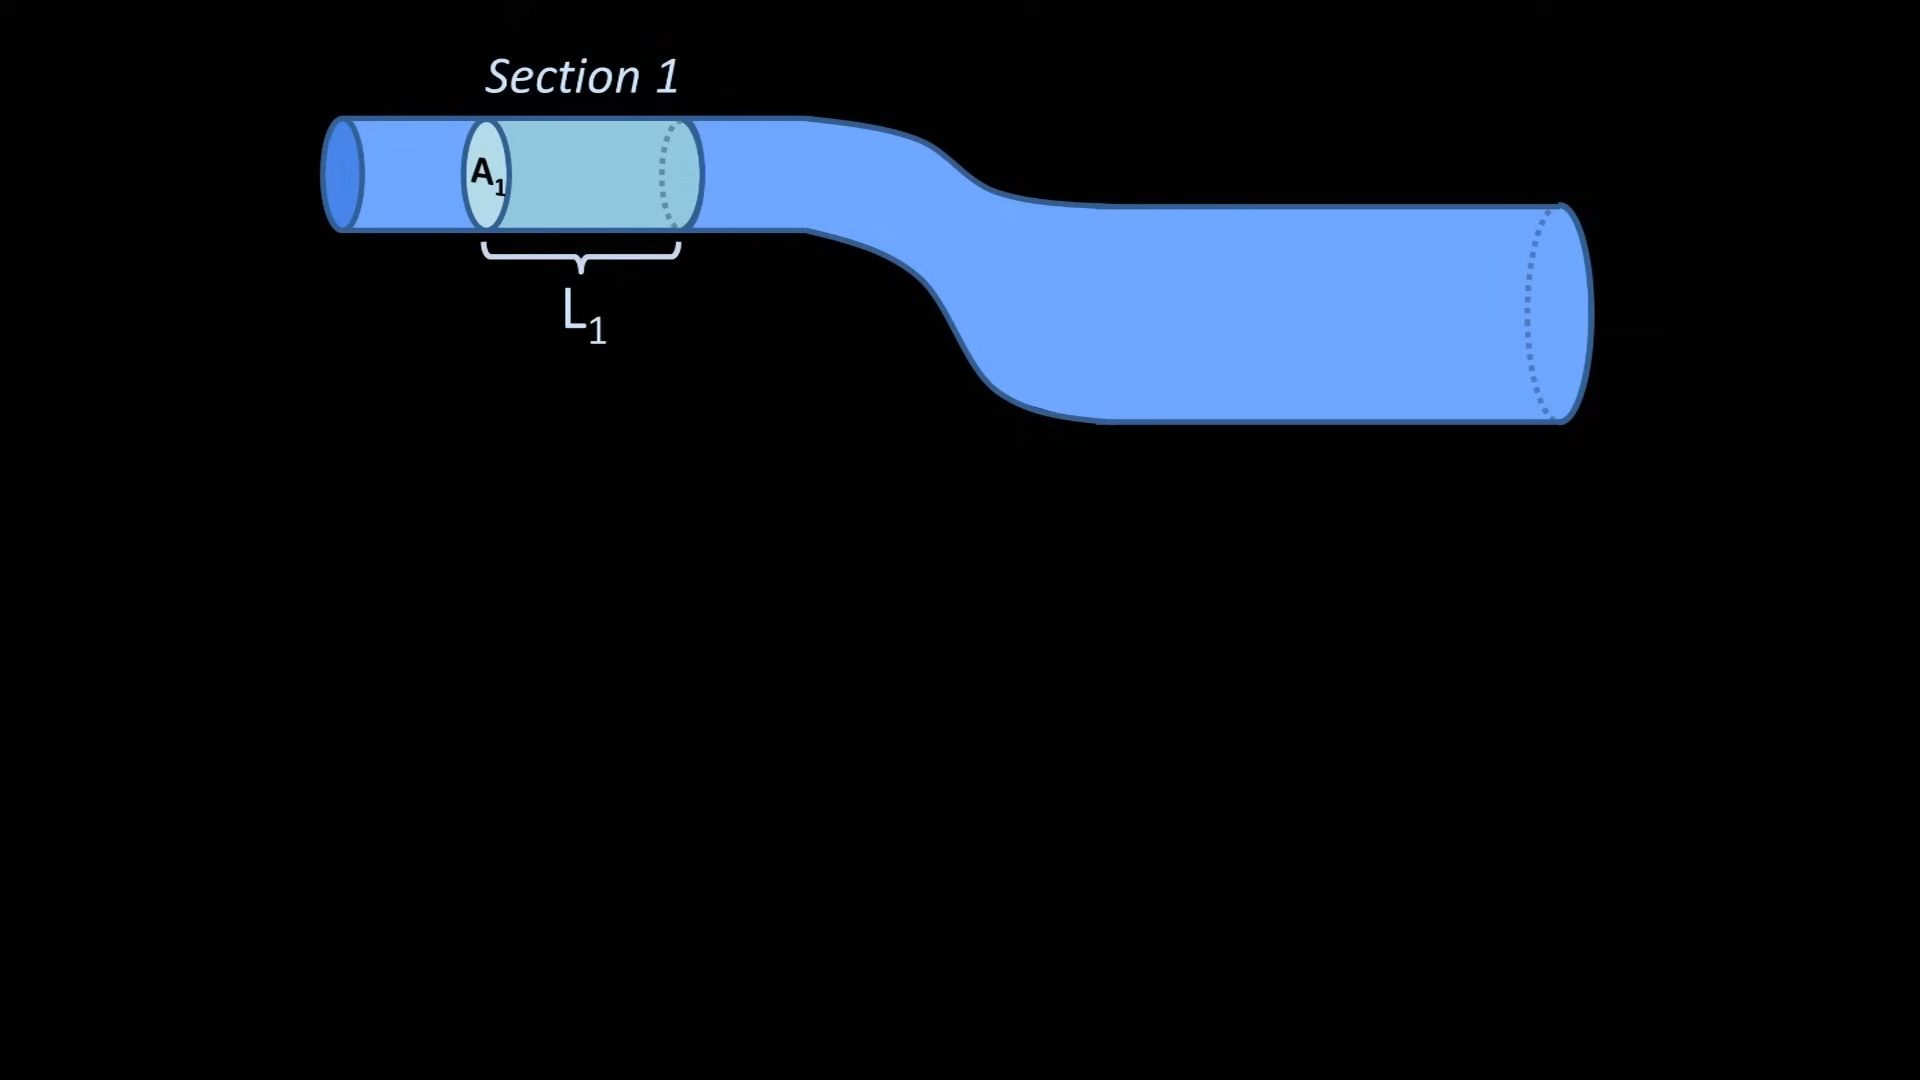 Section 1
A₁
L₁